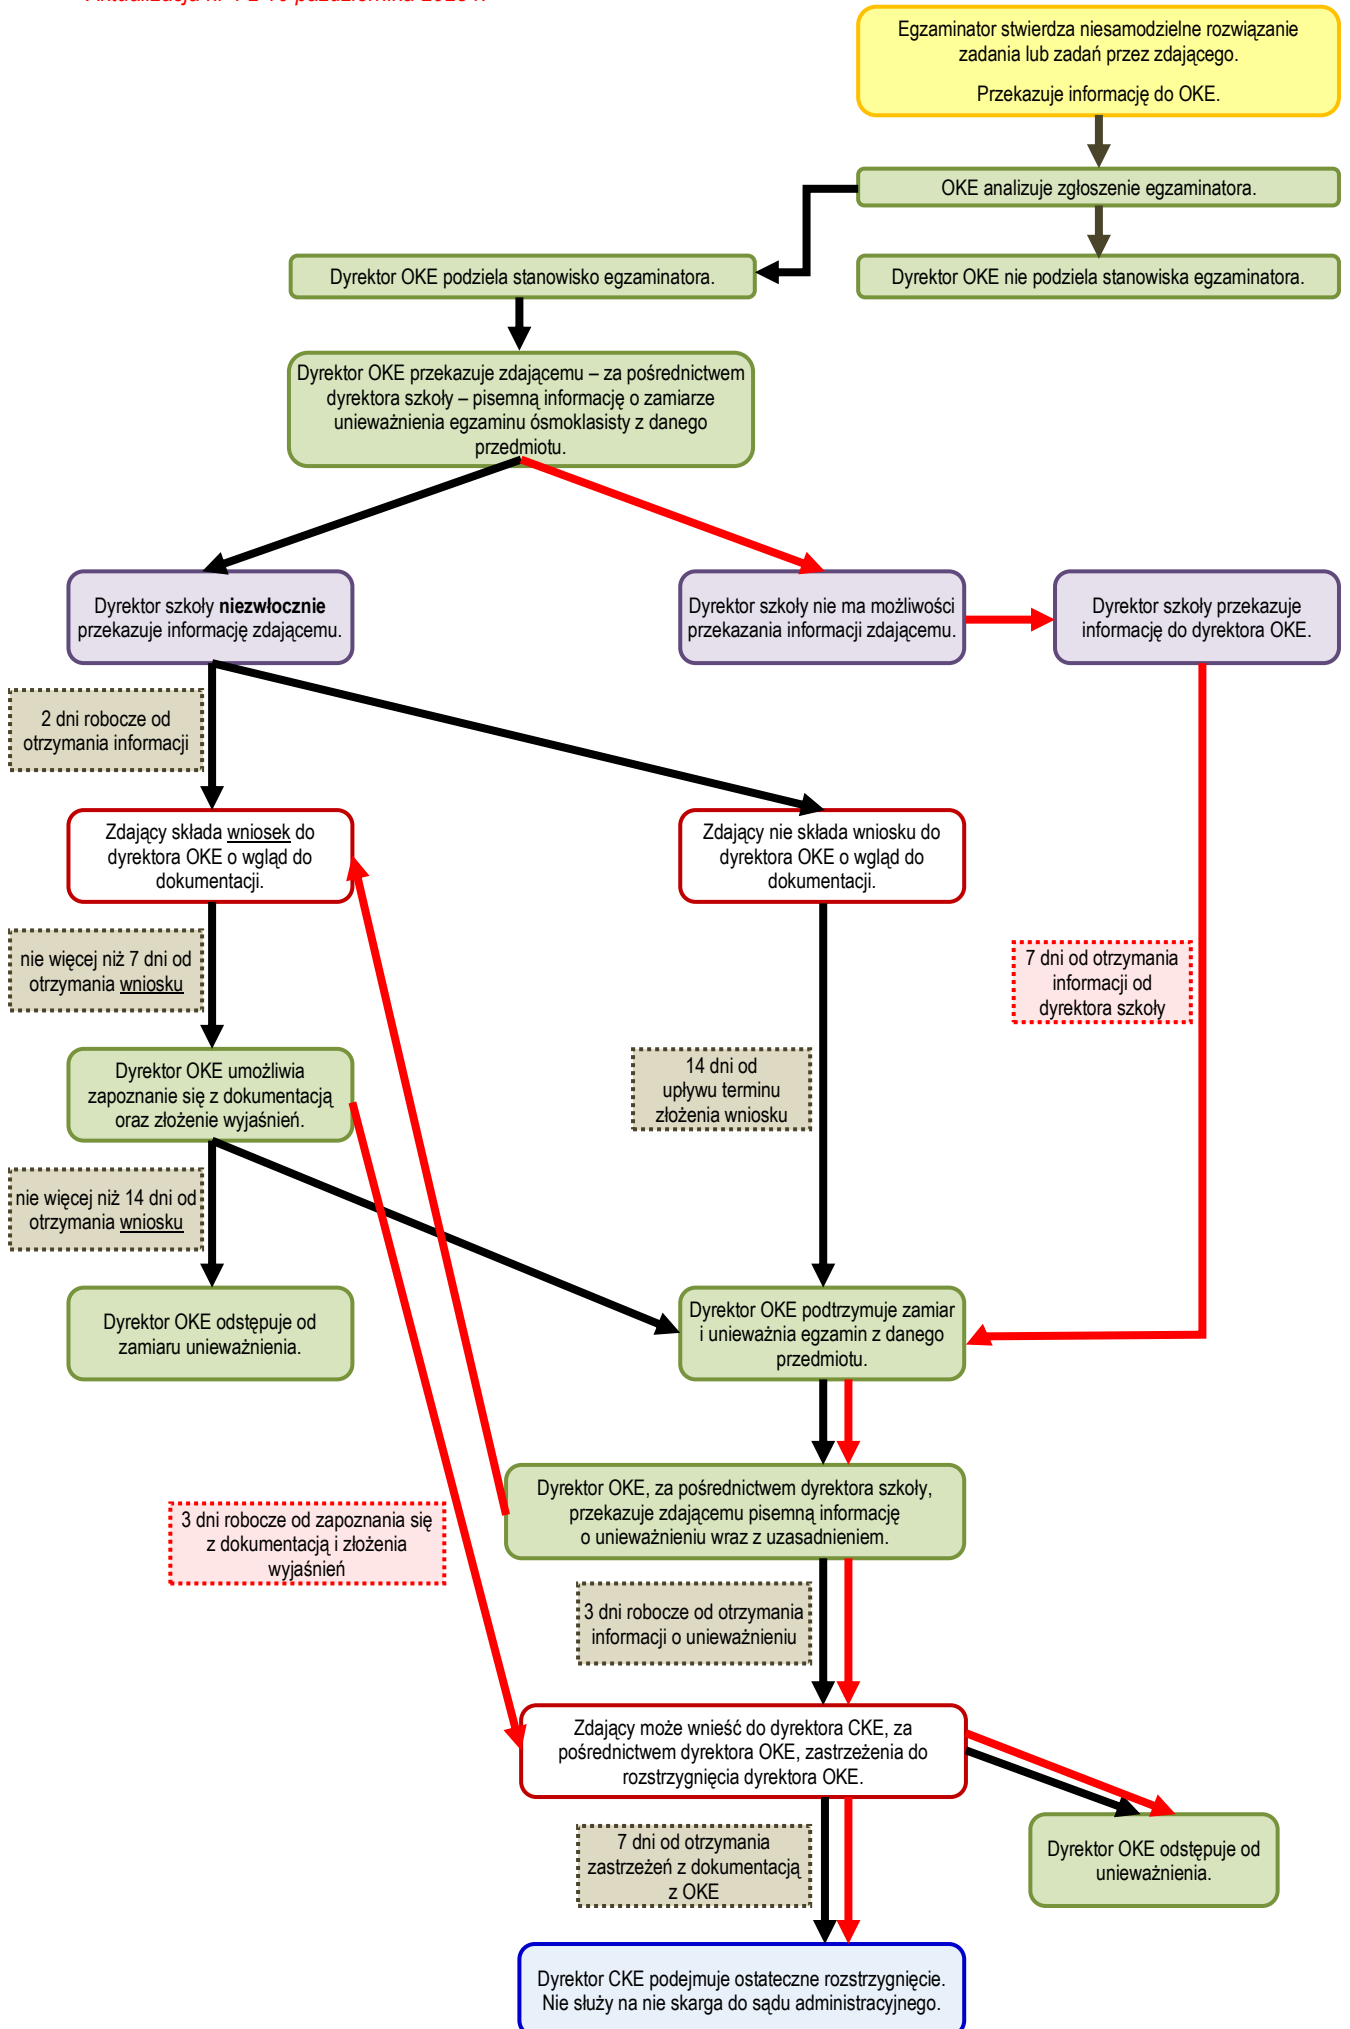 Egzaminator stwierdza niesamodzielne rozwiązanie
zadania lub zadań przez zdającego.
Przekazuje informację do OKE.
OKE analizuje zgłoszenie egzaminatora.
Dyrektor OKE podziela stanowisko egzaminatora.
Dyrektor OKE nie podziela stanowiska egzaminatora.
Dyrektor OKE przekazuje zdającemu – za pośrednictwem
dyrektora szkoły – pisemną informację o zamiarze
unieważnienia egzaminu ósmoklasisty z danego
przedmiotu.
Dyrektor szkoły niezwłocznie
przekazuje informację zdającemu.
Dyrektor szkoły nie ma możliwości
przekazania informacji zdającemu.
Dyrektor szkoły przekazuje
informację do dyrektora OKE.
2 dni robocze od
otrzymania informacji
Zdający składa wniosek do
dyrektora OKE o wgląd do
dokumentacji.
Zdający nie składa wniosku do
dyrektora OKE o wgląd do
dokumentacji.
nie więcej niż 7 dni od
otrzymania wniosku
7 dni od otrzymania
informacji od
dyrektora szkoły
Dyrektor OKE umożliwia
zapoznanie się z dokumentacją
oraz złożenie wyjaśnień.
14 dni od
upływu terminu
złożenia wniosku
nie więcej niż 14 dni od
otrzymania wniosku
Dyrektor OKE odstępuje od
zamiaru unieważnienia.
Dyrektor OKE podtrzymuje zamiar
i unieważnia egzamin z danego
przedmiotu.
Dyrektor OKE, za pośrednictwem dyrektora szkoły,
przekazuje zdającemu pisemną informację
o unieważnieniu wraz z uzasadnieniem.
3 dni robocze od zapoznania się
z dokumentacją i złożenia
wyjaśnień
3 dni robocze od otrzymania
informacji o unieważnieniu
Zdający może wnieść do dyrektora CKE, za
pośrednictwem dyrektora OKE, zastrzeżenia do
rozstrzygnięcia dyrektora OKE.
7 dni od otrzymania
zastrzeżeń z dokumentacją
z OKE
Dyrektor OKE odstępuje od
unieważnienia.
Dyrektor CKE podejmuje ostateczne rozstrzygnięcie.
Nie służy na nie skarga do sądu administracyjnego.